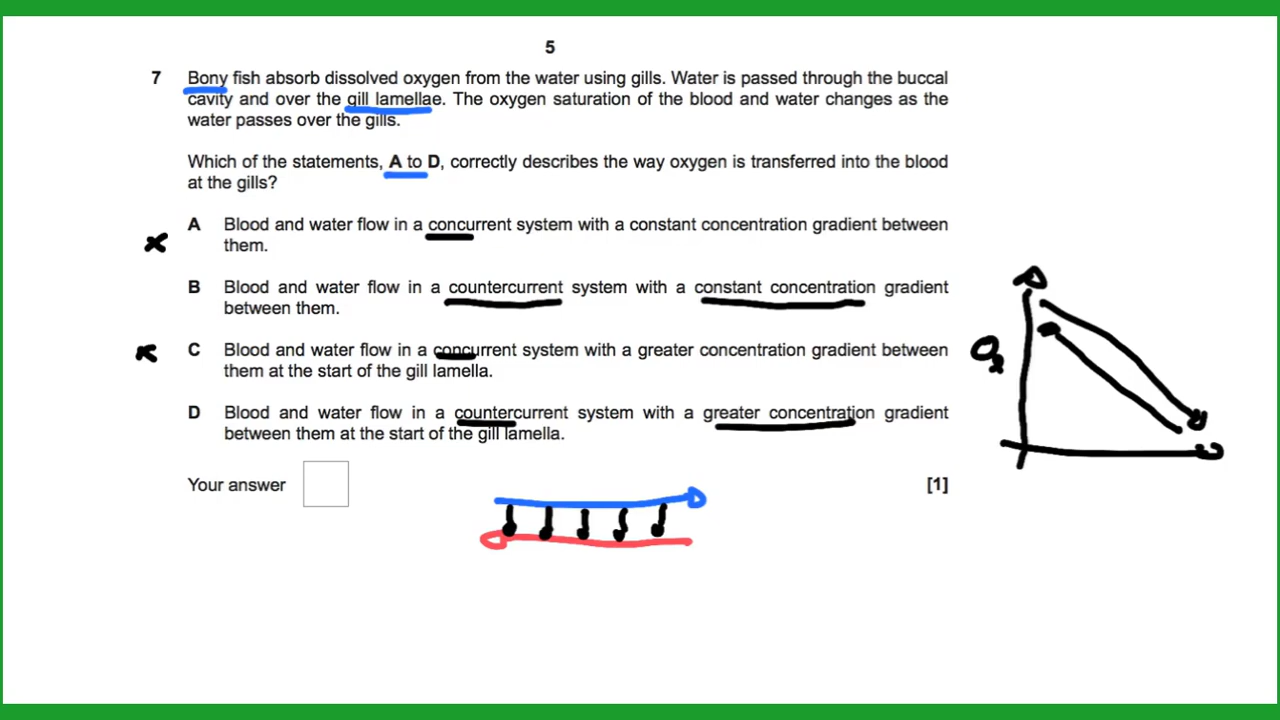 5
7 Bony fish absorb dissolved oxygen from the water using gills. Water is passed through the buccal
cavity and over the gill lamellae. The oxygen saturation of the blood and water changes as the
water passes over the gills.
Which of the statements, A to D, correctly describes the way oxygen is transferred into the blood
at the gills?
A Blood and water flow in a concurrent system with a constant concentration gradient between
them.
B Blood and water flow in a countercurrent system with a constant concentration gradient
between them.
C Blood and water flow in a concurrent system with a greater concentration gradient between
them at the start of the gill lamella.
D Blood and water flow in a countercurrent system with a greater concentration gradient
between them at the start of the gill lamella.
O2
Your answer [1]